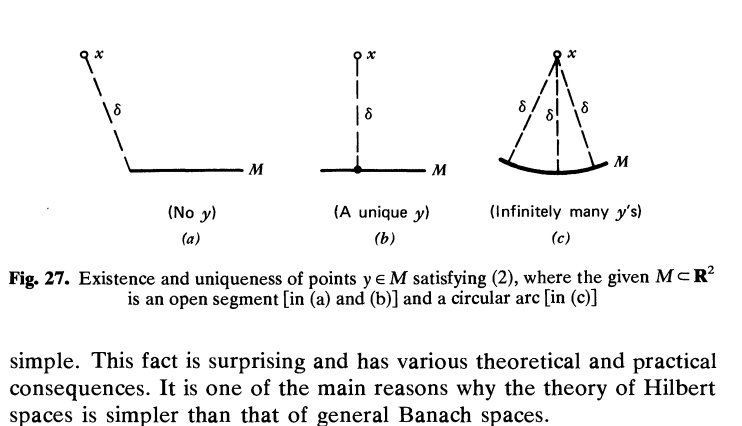 x x x
δ δ δ δ δ
M M M
(No y) (A unique y) (Infinitely many y's)
(a) (b) (c)
Fig. 27. Existence and uniqueness of points y ∈ M satisfying (2), where the given M ⊂ R²
is an open segment [in (a) and (b)] and a circular arc [in (c)]
simple. This fact is surprising and has various theoretical and practical
consequences. It is one of the main reasons why the theory of Hilbert
spaces is simpler than that of general Banach spaces.